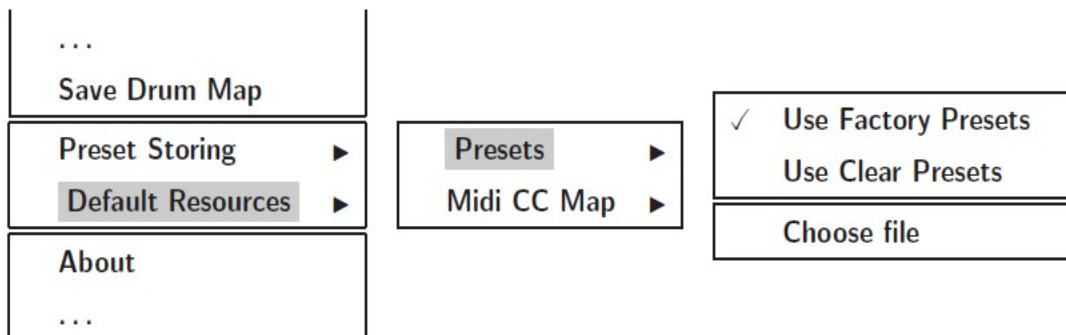 . . .
Save Drum Map
Preset Storing ▶
Default Resources ▶
About
. . .
Presets ▶
Midi CC Map ▶
✓ Use Factory Presets
Use Clear Presets
Choose file